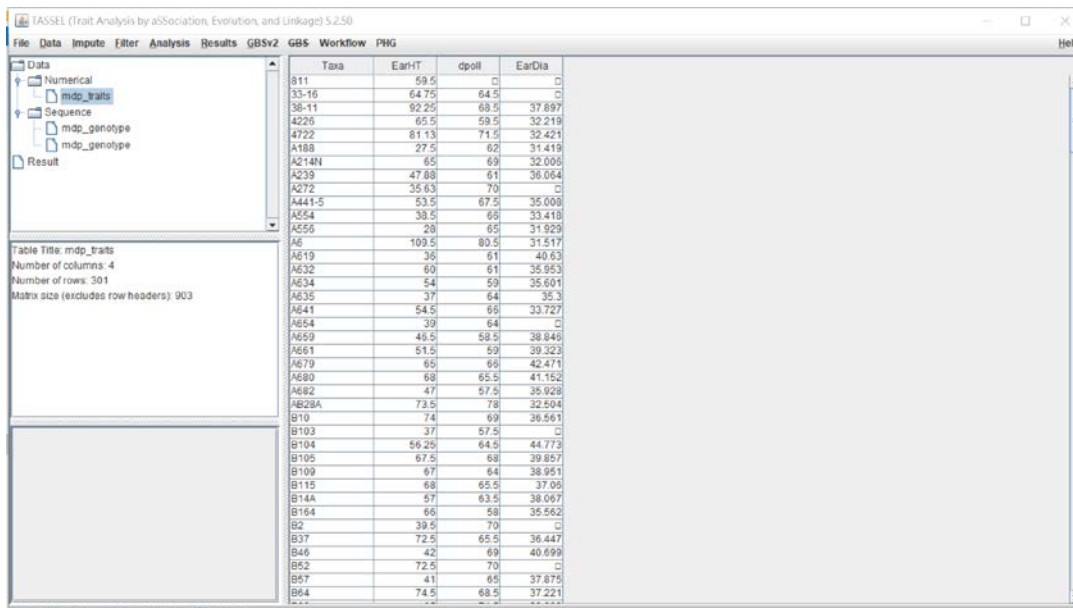 TASSEL (Trait Analysis by aSSociation, Evolution, and Linkage) 5.2.50
File Data Impute Filter Analysis Results GBSv2 GBS Workflow PHG Hel
Data
Numerical
mdp_traits
Sequence
mdp_genotype
mdp_genotype
Result
Table Title: mdp_traits
Number of columns: 4
Number of rows: 301
Matrix size (excludes row headers): 903
Taxa EarHT dpoll EarDia
811 59.5
33-16 64.75 64.5
38-11 92.25 68.5 37.897
4226 65.5 59.5 32.219
4722 81.13 71.5 32.421
A188 27.5 62 31.419
A214N 65 69 32.006
A239 47.88 61 36.064
A272 35.63 70
A441-5 53.5 67.5 35.008
A554 38.5 66 33.418
A556 28 65 31.929
A6 109.5 80.5 31.517
A619 36 61 40.63
A632 60 61 35.953
A634 54 59 35.601
A635 37 64 35.3
A641 54.5 66 33.727
A654 39 64
A659 46.5 58.5 38.846
A661 51.5 59 39.323
A679 65 66 42.471
A680 68 65.5 41.152
A682 47 57.5 35.928
AB28A 73.5 78 32.504
B10 74 69 36.561
B103 37 57.5
B104 56.25 64.5 44.773
B105 67.5 68 39.857
B109 67 64 38.951
B115 68 65.5 37.06
B14A 57 63.5 38.067
B164 66 58 35.562
B2 39.5 70
B37 72.5 65.5 36.447
B46 42 69 40.699
B52 72.5 70
B57 41 65 37.875
B64 74.5 68.5 37.221